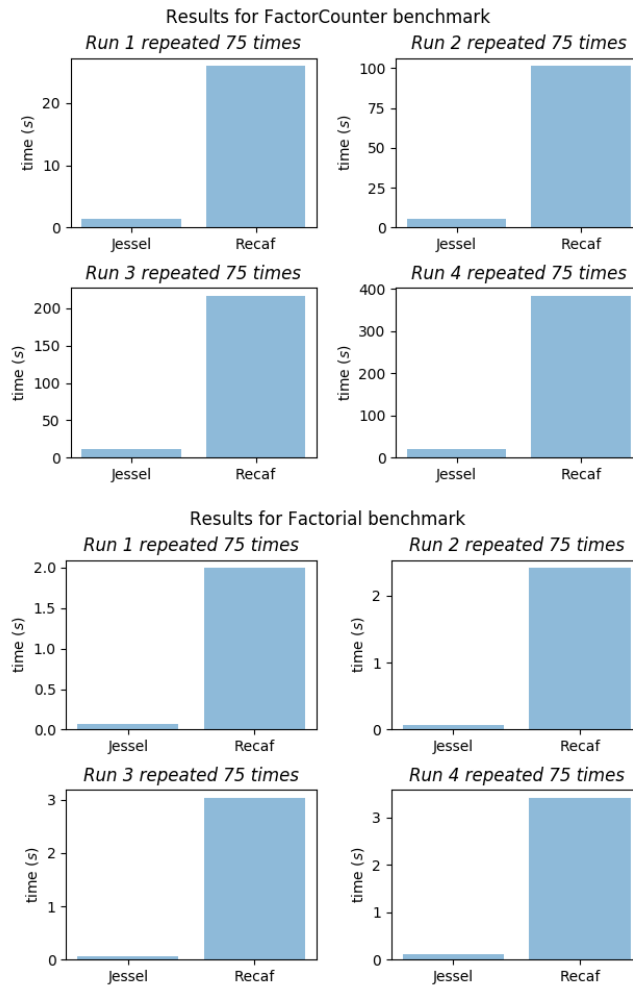 Results for FactorCounter benchmark
Run 1 repeated 75 times
time (s)
20
10
0
Jessel
Recaf
Run 2 repeated 75 times
time (s)
100
75
50
25
0
Jessel
Recaf
Run 3 repeated 75 times
time (s)
200
150
100
50
0
Jessel
Recaf
Run 4 repeated 75 times
time (s)
400
300
200
100
0
Jessel
Recaf
Results for Factorial benchmark
Run 1 repeated 75 times
time (s)
2.0
1.5
1.0
0.5
0.0
Jessel
Recaf
Run 2 repeated 75 times
time (s)
2
1
0
Jessel
Recaf
Run 3 repeated 75 times
time (s)
3
2
1
0
Jessel
Recaf
Run 4 repeated 75 times
time (s)
3
2
1
0
Jessel
Recaf